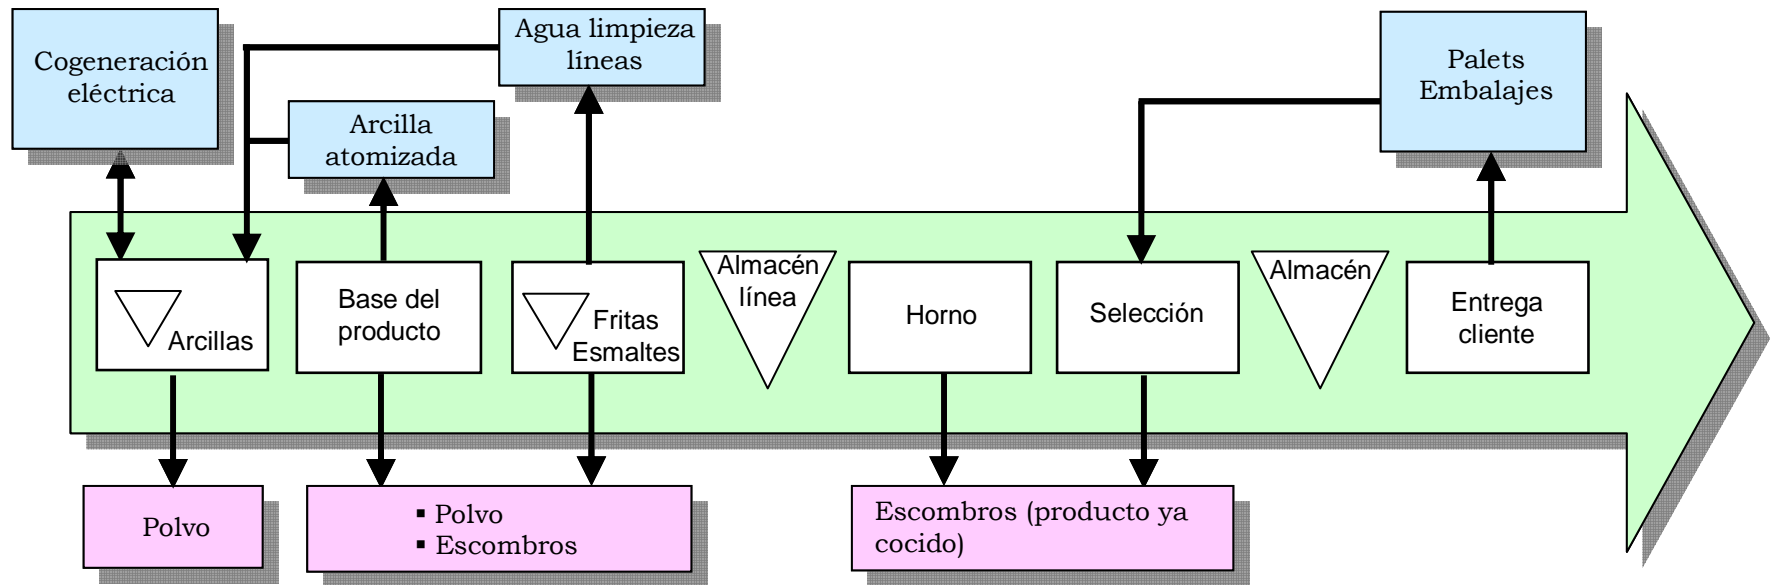 Cogeneración
eléctrica
Agua limpieza
líneas
Arcilla
atomizada
Palets
Embalajes
Arcillas
Base del
producto
Fritas
Esmaltes
Almacén
línea
Horno
Selección
Almacén
Entrega
cliente
Polvo
▪ Polvo
▪ Escombros
Escombros (producto ya
cocido)